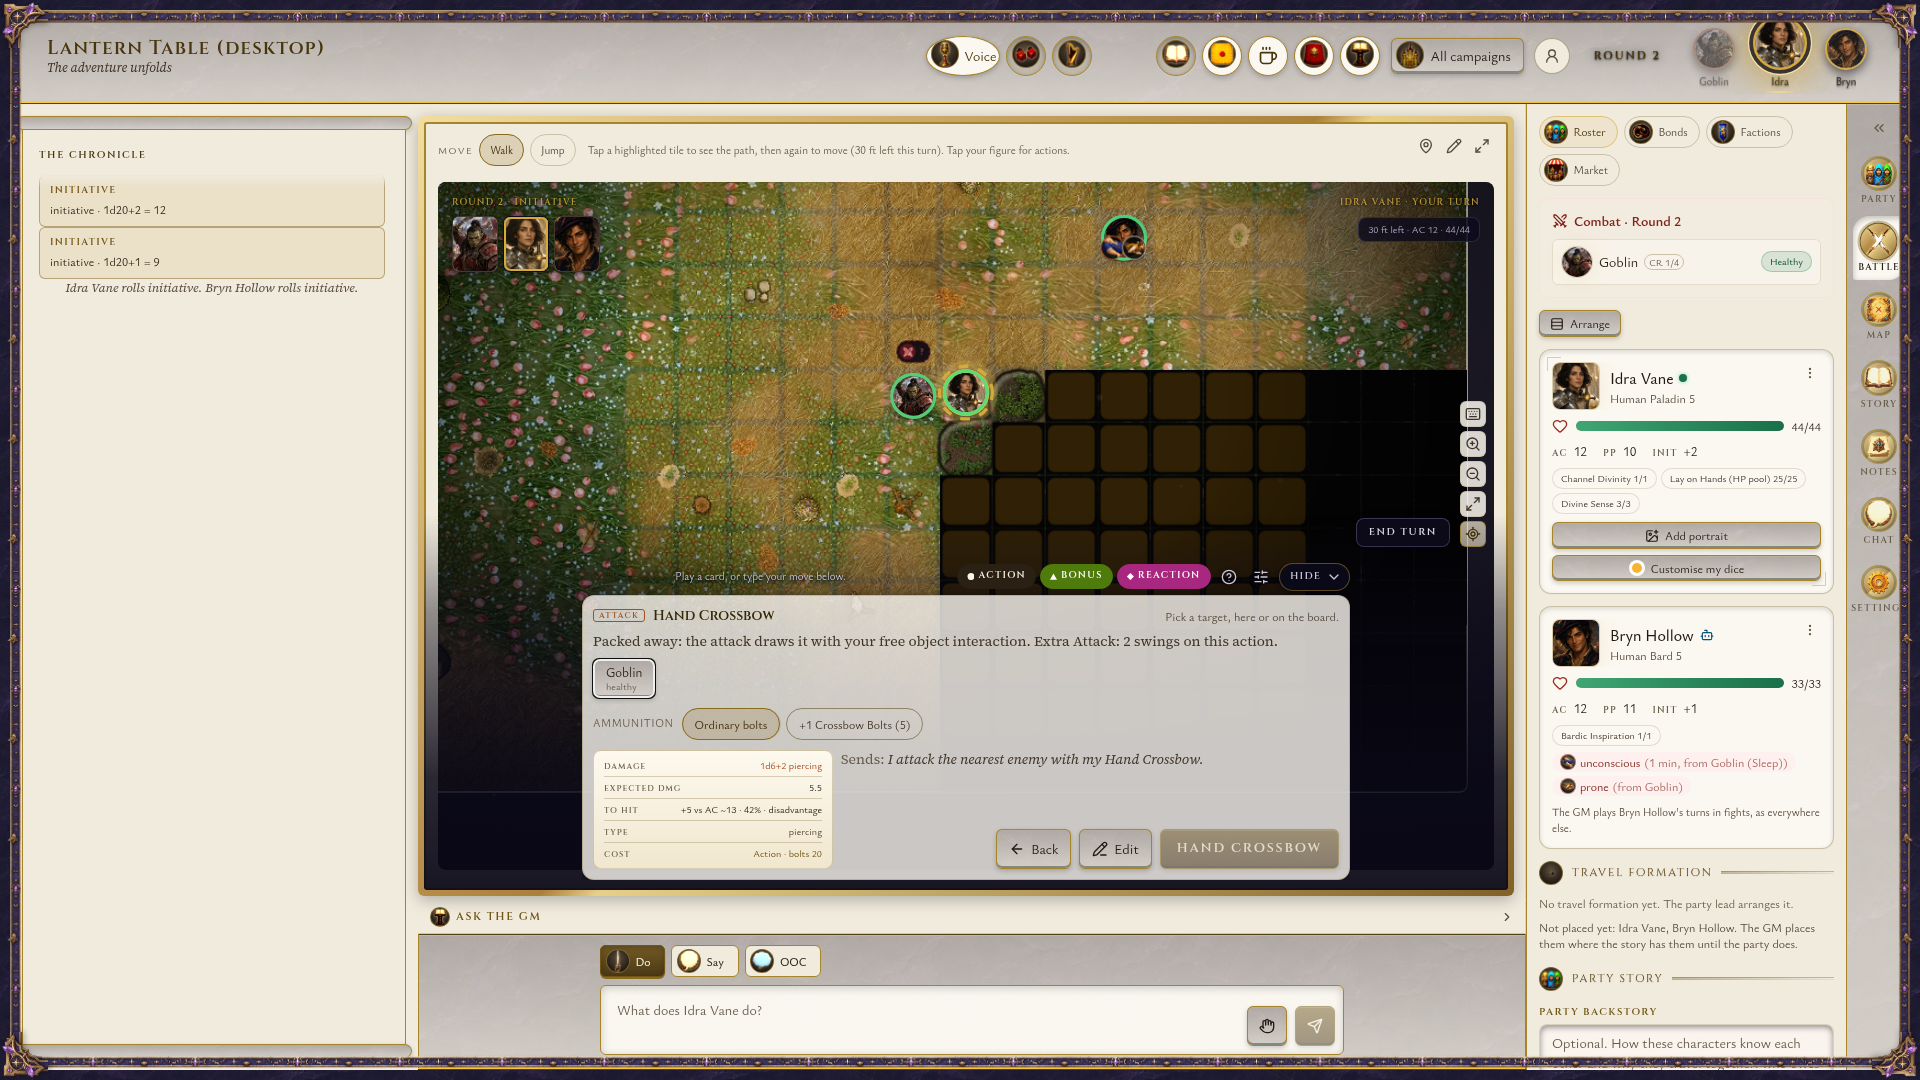 LANTERN TABLE (DESKTOP)
The adventure unfolds
Voice
All campaigns
ROUND 2
Goblin
Idra
Bryn
THE CHRONICLE
INITIATIVE
initiative · 1d20+2 = 12
INITIATIVE
initiative · 1d20+1 = 9
Idra Vane rolls initiative. Bryn Hollow rolls initiative.
MOVE
Walk
Jump
Tap a highlighted tile to see the path, then again to move (30 ft left this turn). Tap your figure for actions.
ROUND 2 · INITIATIVE
IDRA VANE · YOUR TURN
30 ft left · AC 12 · 44/44
?
END TURN
Play a card, or type your move below.
ACTION
BONUS
REACTION
HIDE
ATTACK
HAND CROSSBOW
Pick a target, here or on the board.
Packed away: the attack draws it with your free object interaction. Extra Attack: 2 swings on this action.
Goblin
healthy
AMMUNITION
Ordinary bolts
+1 Crossbow Bolts (5)
DAMAGE 1d6+2 piercing
EXPECTED DMG 5.5
TO HIT +5 vs AC ~13 · 42% · disadvantage
TYPE piercing
COST Action · bolts 20
Sends: I attack the nearest enemy with my Hand Crossbow.
Back
Edit
HAND CROSSBOW
ASK THE GM
Do
Say
OOC
What does Idra Vane do?
Roster
Bonds
Factions
Market
Combat · Round 2
Goblin
CR 1/4
Healthy
Arrange
Idra Vane
Human Paladin 5
44/44
AC 12 PP 10 INIT +2
Channel Divinity 1/1
Lay on Hands (HP pool) 25/25
Divine Sense 3/3
Add portrait
Customise my dice
Bryn Hollow
Human Bard 5
33/33
AC 12 PP 11 INIT +1
Bardic Inspiration 1/1
unconscious (1 min, from Goblin (Sleep))
prone (from Goblin)
The GM plays Bryn Hollow's turns in fights, as everywhere
else.
TRAVEL FORMATION
No travel formation yet. The party lead arranges it.
Not placed yet: Idra Vane, Bryn Hollow. The GM places
them where the story has them until the party does.
PARTY STORY
PARTY BACKSTORY
Optional. How these characters know each
PARTY
BATTLE
MAP
STORY
NOTES
CHAT
SETTING